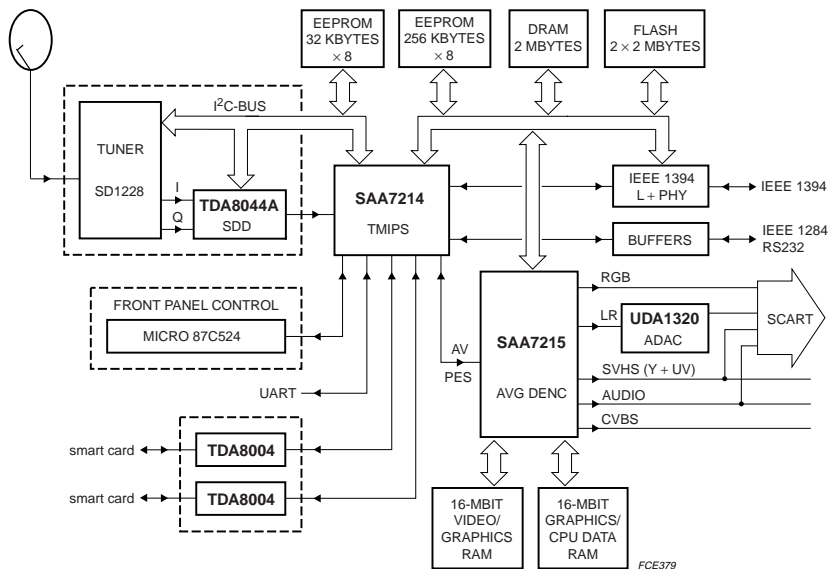 EEPROM
32 KBYTES
× 8
EEPROM
256 KBYTES
× 8
DRAM
2 MBYTES
FLASH
2 × 2 MBYTES
I²C-BUS
TUNER
SD1228
I
Q
TDA8044A
SDD
SAA7214
TMIPS
IEEE 1394
L + PHY
IEEE 1394
BUFFERS
IEEE 1284
RS232
FRONT PANEL CONTROL
MICRO 87C524
UART
AV
PES
SAA7215
AVG DENC
RGB
LR
UDA1320
ADAC
SCART
SVHS (Y + UV)
AUDIO
CVBS
smart card
TDA8004
smart card
TDA8004
16-MBIT
VIDEO/
GRAPHICS
RAM
16-MBIT
GRAPHICS/
CPU DATA
RAM
FCE379